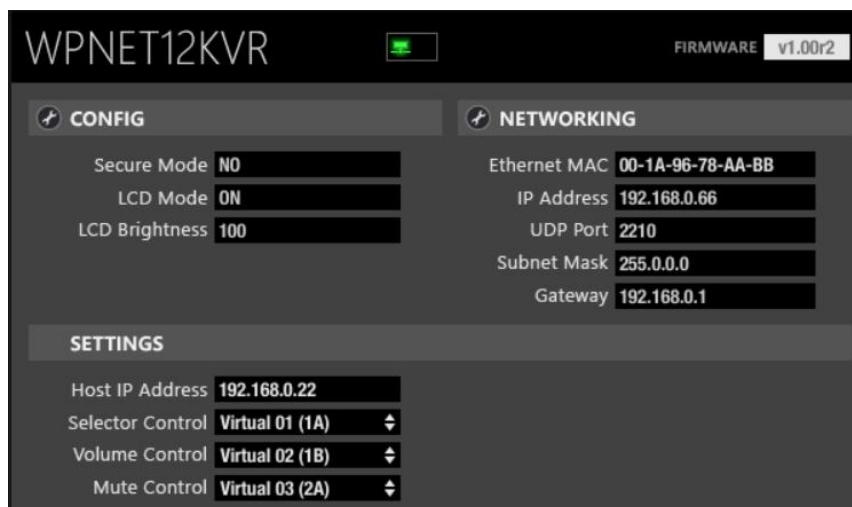 WPNET12KVR
FIRMWARE v1.00r2
CONFIG
Secure Mode NO
LCD Mode ON
LCD Brightness 100
NETWORKING
Ethernet MAC 00-1A-96-78-AA-BB
IP Address 192.168.0.66
UDP Port 2210
Subnet Mask 255.0.0.0
Gateway 192.168.0.1
SETTINGS
Host IP Address 192.168.0.22
Selector Control Virtual 01 (1A)
Volume Control Virtual 02 (1B)
Mute Control Virtual 03 (2A)